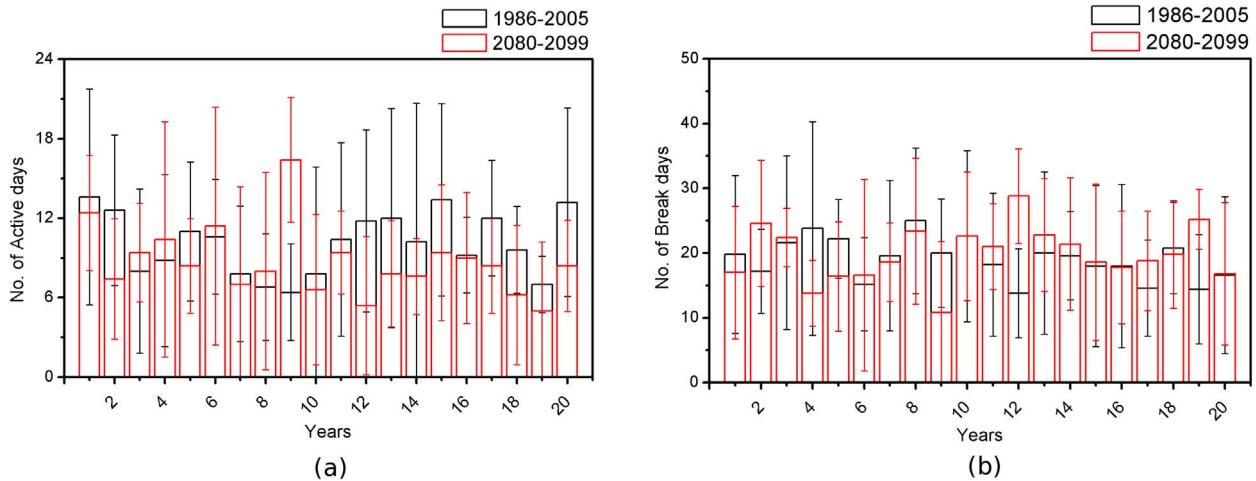 1986-2005
2080-2099
24
18
12
6
0
No. of Active days
2 4 6 8 10 12 14 16 18 20
Years
(a)
1986-2005
2080-2099
50
40
30
20
10
0
No. of Break days
2 4 6 8 10 12 14 16 18 20
Years
(b)